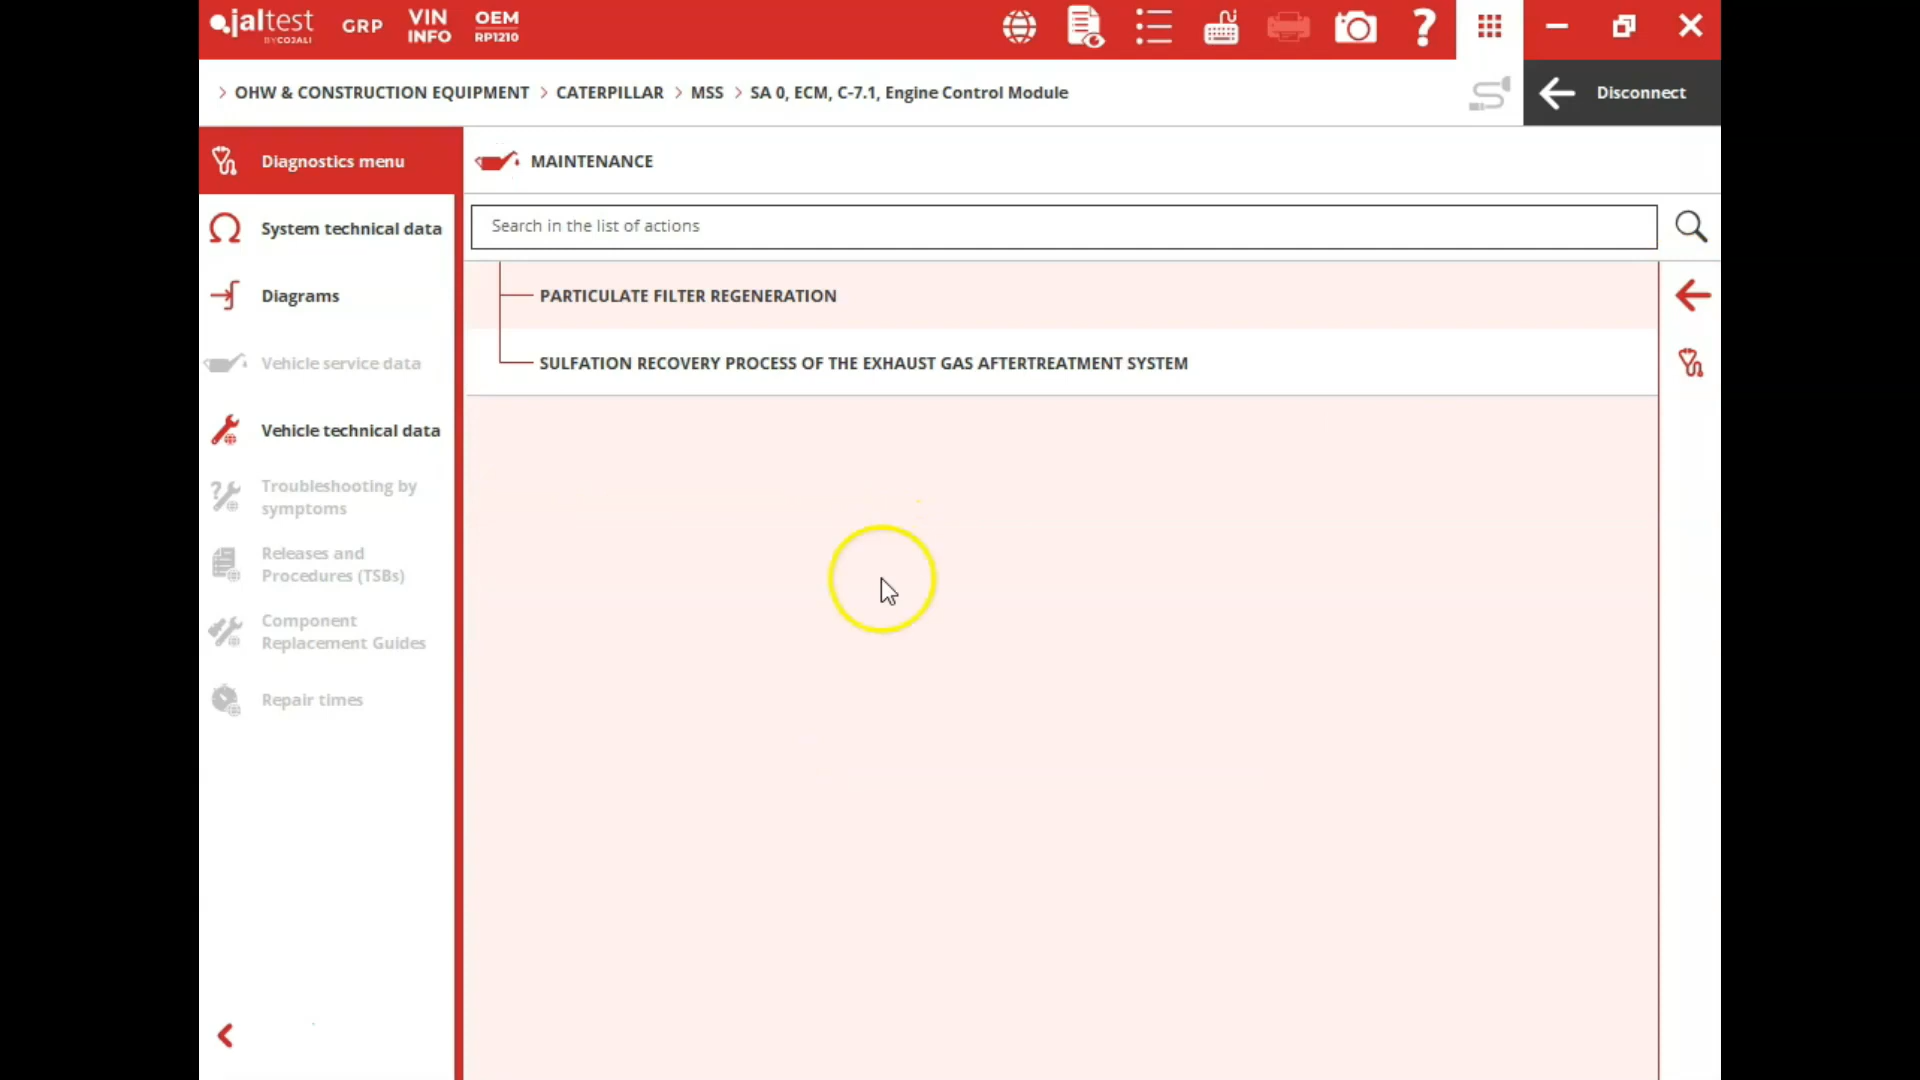 jaltest
BY COJALI
GRP
VIN
INFO
OEM
RP1210
> OHW & CONSTRUCTION EQUIPMENT > CATERPILLAR > MSS > SA 0, ECM, C-7.1, Engine Control Module
Disconnect
Diagnostics menu
System technical data
Diagrams
Vehicle service data
Vehicle technical data
Troubleshooting by
symptoms
Releases and
Procedures (TSBs)
Component
Replacement Guides
Repair times
MAINTENANCE
Search in the list of actions
PARTICULATE FILTER REGENERATION
SULFATION RECOVERY PROCESS OF THE EXHAUST GAS AFTERTREATMENT SYSTEM